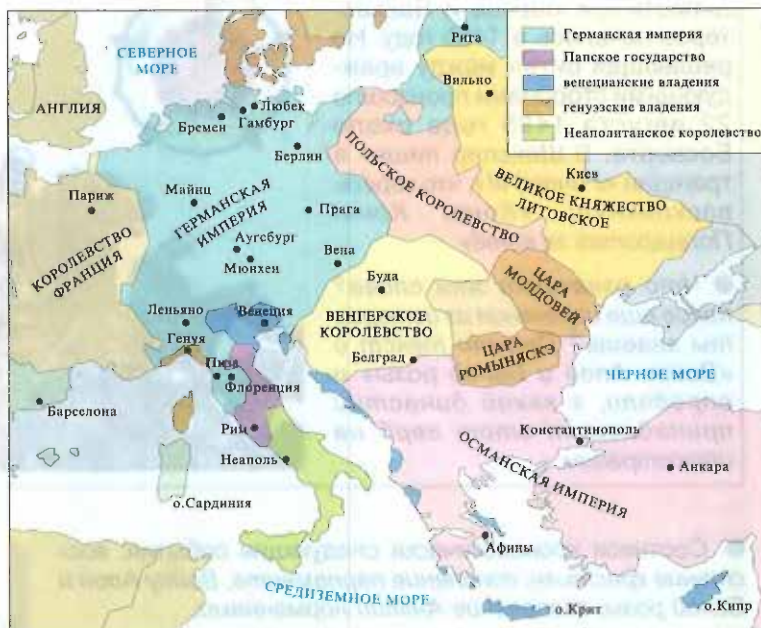 СЕВЕРНОЕ
МОРЕ
АНГЛИЯ
Рига
Вильно
Германская империя
Папское государство
венецианские владения
генуэзские владения
Неаполитанское королевство
Любек
Гамбург
Бремен
Берлин
ПОЛЬСКОЕ КОРОЛЕВСТВО
Киев
ВЕЛИКОЕ КНЯЖЕСТВО
ЛИТОВСКОЕ
Париж
Майнц
ГЕРМАНСКАЯ
ИМПЕРИЯ
Прага
КОРОЛЕВСТВО
ФРАНЦИЯ
Аугсбург
Мюнхен
Вена
Буда
ЦАРА
МОЛДОВЕЙ
Леньяно
Венеция
ВЕНГЕРСКОЕ
КОРОЛЕВСТВО
Генуя
Белград
ЦАРА
РОМЫНЯСКЭ
Пиза
Флоренция
ЧЕРНОЕ МОРЕ
Барселона
Рим
Константинополь
Неаполь
Анкара
о.Сардиния
ОСМАНСКАЯ ИМПЕРИЯ
Афины
СРЕДИЗЕМНОЕ МОРЕ
о.Крит
о.Кипр